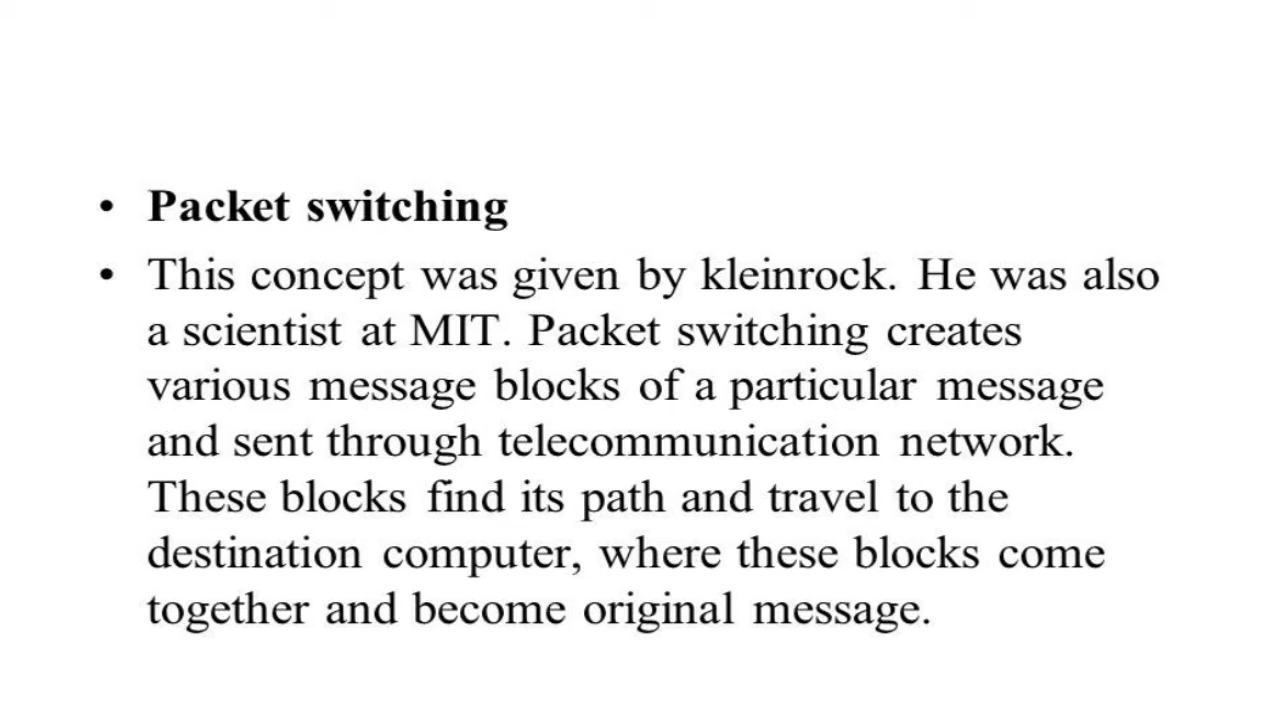 • Packet switching
• This concept was given by kleinrock. He was also
a scientist at MIT. Packet switching creates
various message blocks of a particular message
and sent through telecommunication network.
These blocks find its path and travel to the
destination computer, where these blocks come
together and become original message.